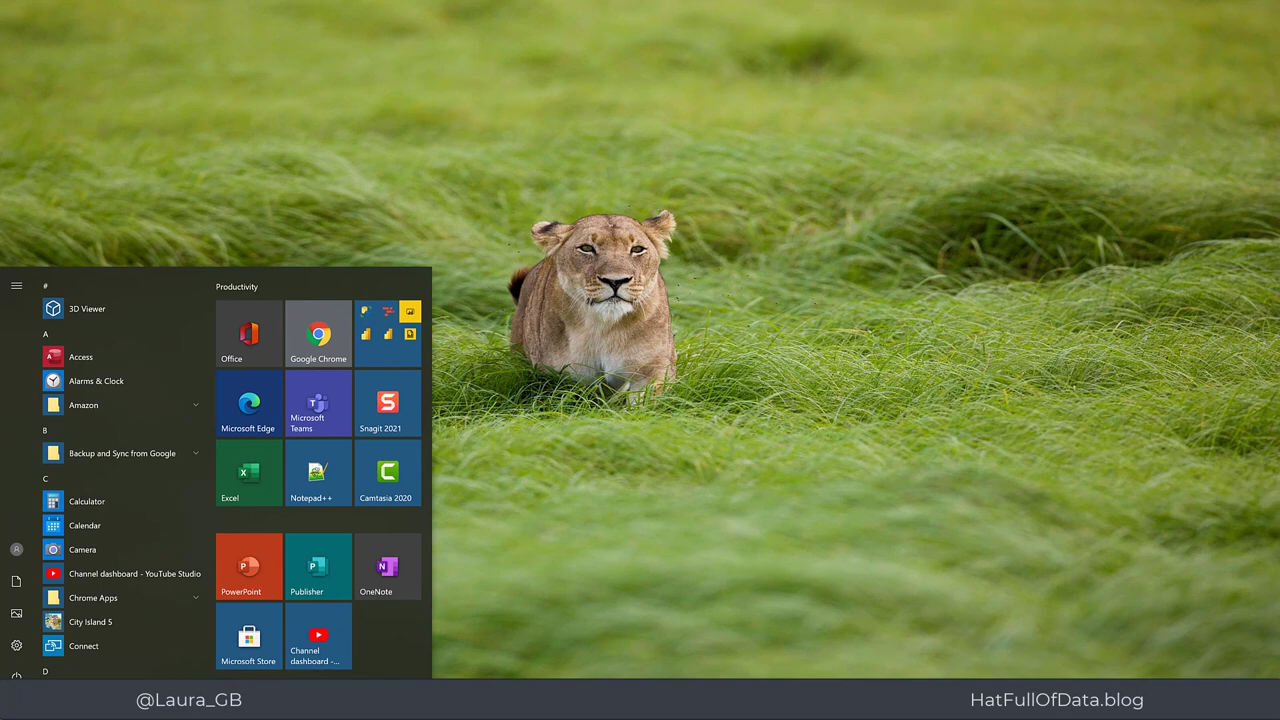 #
3D Viewer
A
Access
Alarms & Clock
Amazon
B
Backup and Sync from Google
C
Calculator
Calendar
Camera
Channel dashboard - YouTube Studio
Chrome Apps
City Island 5
Connect
D
Productivity
Office
Google Chrome
Microsoft Edge
Microsoft
Teams
Snagit 2021
Excel
Notepad++
Camtasia 2020
PowerPoint
Publisher
OneNote
Microsoft Store
Channel
dashboard -...
@Laura_GB
HatFullOfData.blog